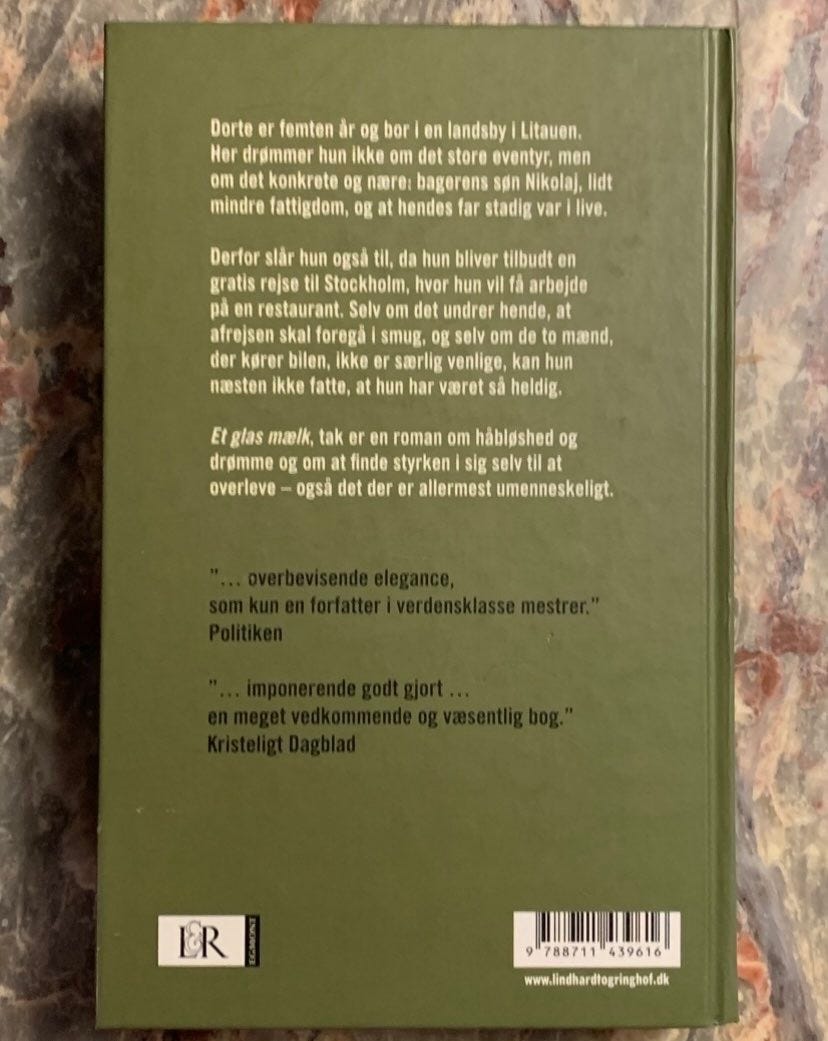 Dorte er femten år og bor i en landsby i Litauen.
Her drømmer hun ikke om det store eventyr, men
om det konkrete og nære: bagerens søn Nikolaj, lidt
mindre fattigdom, og at hendes far stadig var i live.
Derfor slår hun også til, da hun bliver tilbudt en
gratis rejse til Stockholm, hvor hun vil få arbejde
på en restaurant. Selv om det undrer hende, at
afrejsen skal foregå i smug, og selv om de to mænd,
der kører bilen, ikke er særlig venlige, kan hun
næsten ikke fatte, at hun har været så heldig.
Et glas mælk, tak er en roman om håbløshed og
drømme og om at finde styrken i sig selv til at
overleve – også det der er allermest umenneskeligt.
"... overbevisende elegance,
som kun en forfatter i verdensklasse mestrer."
Politiken
"... imponerende godt gjort ...
en meget vedkommende og væsentlig bog."
Kristeligt Dagblad
L&R
EGMONT
9 788711 439616
www.lindhardtogringhof.dk